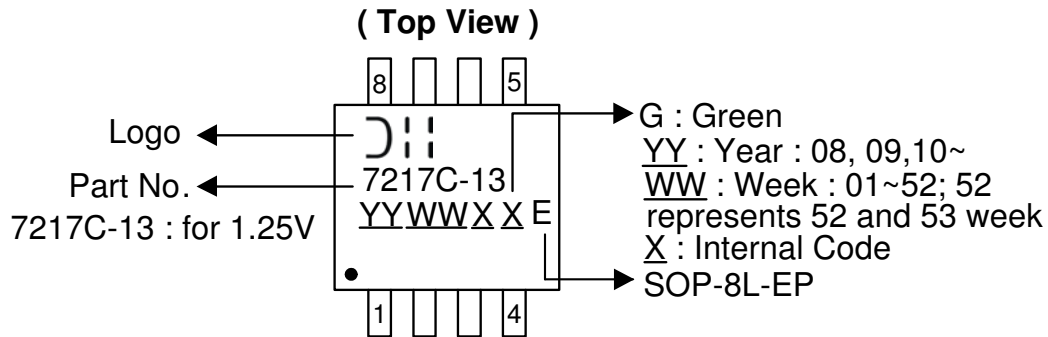 ( Top View )
8 5
Logo
7217C-13
Part No.
7217C-13 : for 1.25V
YYWWX X E
1 4
G : Green
YY : Year : 08, 09,10~
WW : Week : 01~52; 52
represents 52 and 53 week
X : Internal Code
SOP-8L-EP